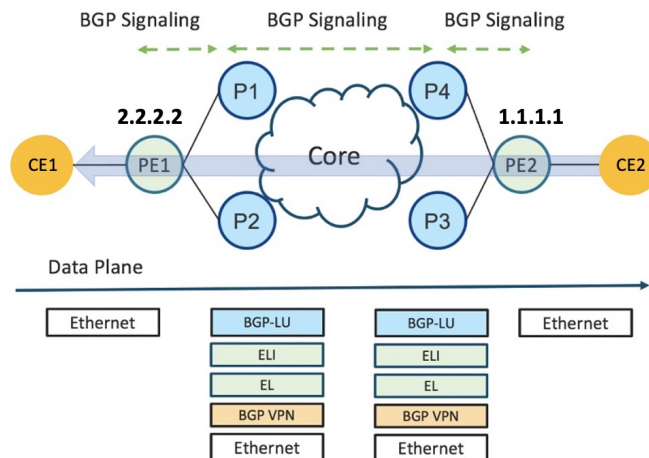 BGP Signaling BGP Signaling BGP Signaling
P1 P4
2.2.2.2 1.1.1.1
CE1 PE1 Core PE2 CE2
P2 P3
Data Plane
Ethernet BGP-LU BGP-LU Ethernet
ELI ELI
EL EL
BGP VPN BGP VPN
Ethernet Ethernet